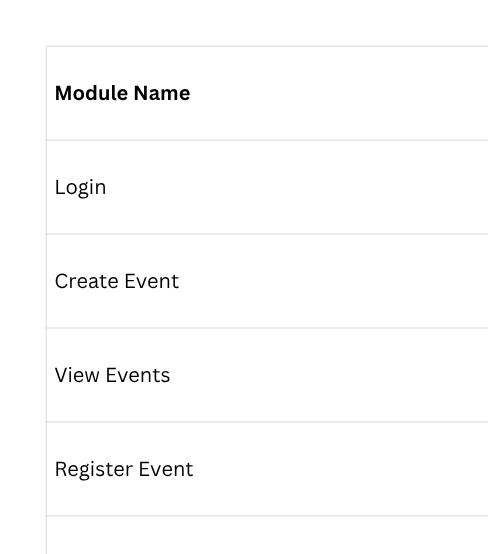 Module Name
Login
Create Event
View Events
Register Event